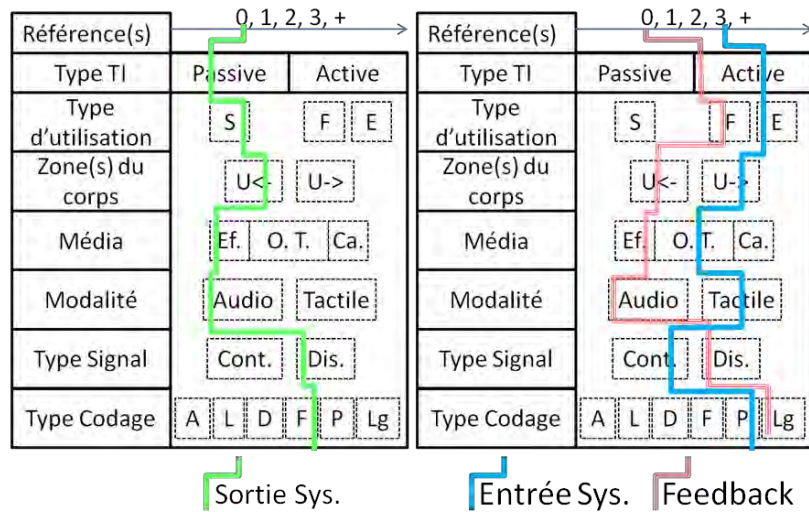 0, 1, 2, 3, +
Référence(s)
Type TI
Passive
Active
Type
d'utilisation
S
F
E
Zone(s) du
corps
U<-
U->
Média
Ef.
O. T.
Ca.
Modalité
Audio
Tactile
Type Signal
Cont.
Dis.
Type Codage
A
L
D
F
P
Lg
0, 1, 2, 3, +
Référence(s)
Type TI
Passive
Active
Type
d'utilisation
S
F
E
Zone(s) du
corps
U<-
U->
Média
Ef.
O. T.
Ca.
Modalité
Audio
Tactile
Type Signal
Cont.
Dis.
Type Codage
A
L
D
F
P
Lg
Sortie Sys.
Entrée Sys.
Feedback